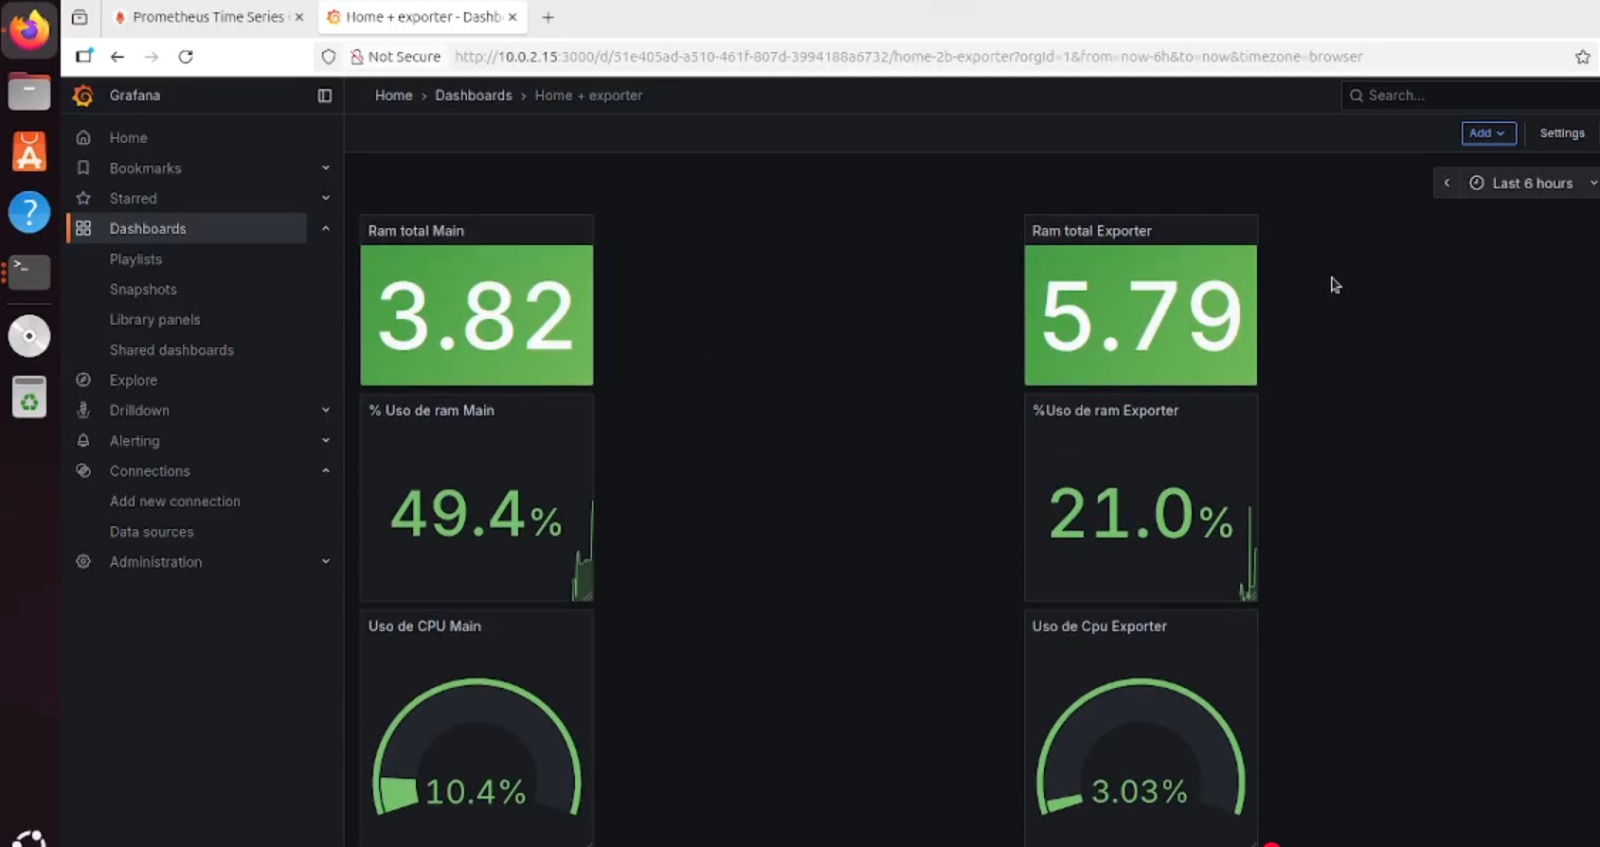 Prometheus Time Series
Home + exporter - Dashb
Not Secure
http://10.0.2.15:3000/d/51e405ad-a510-461f-807d-3994188a6732/home-2b-exporter?orgId=1&from=now-6h&to=now&timezone=browser
Grafana
Home › Dashboards › Home + exporter
Search...
Home
Add
Settings
Bookmarks
Last 6 hours
Starred
Dashboards
Playlists
Snapshots
Library panels
Shared dashboards
Explore
Drilldown
Alerting
Connections
Add new connection
Data sources
Administration
Ram total Main
3.82
Ram total Exporter
5.79
% Uso de ram Main
49.4%
%Uso de ram Exporter
21.0%
Uso de CPU Main
10.4%
Uso de Cpu Exporter
3.03%